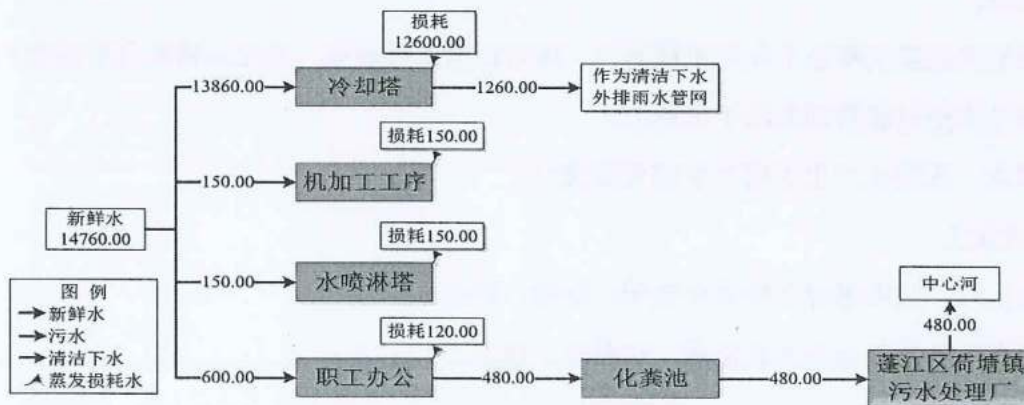 损耗
12600.00
13860.00
冷却塔
1260.00
作为清洁下水
外排雨水管网
损耗150.00
150.00
机加工工序
新鲜水
14760.00
损耗150.00
150.00
水喷淋塔
图 例
新鲜水
污水
清洁下水
蒸发损耗水
损耗120.00
600.00
职工办公
480.00
化粪池
480.00
蓬江区荷塘镇
污水处理厂
480.00
中心河